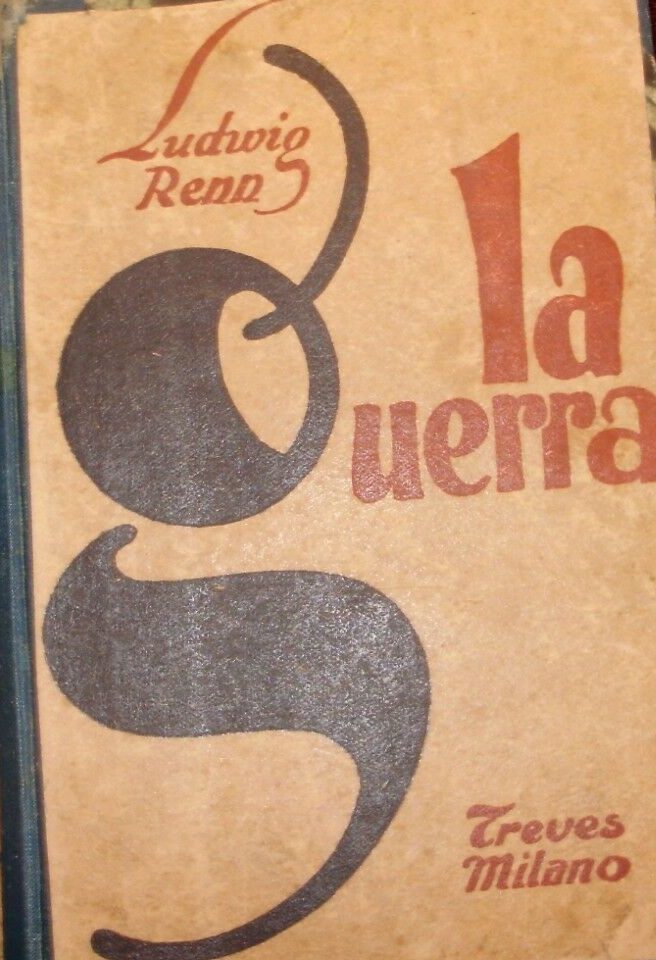 Ludwig
Renn
la
guerra
Treves
Milano